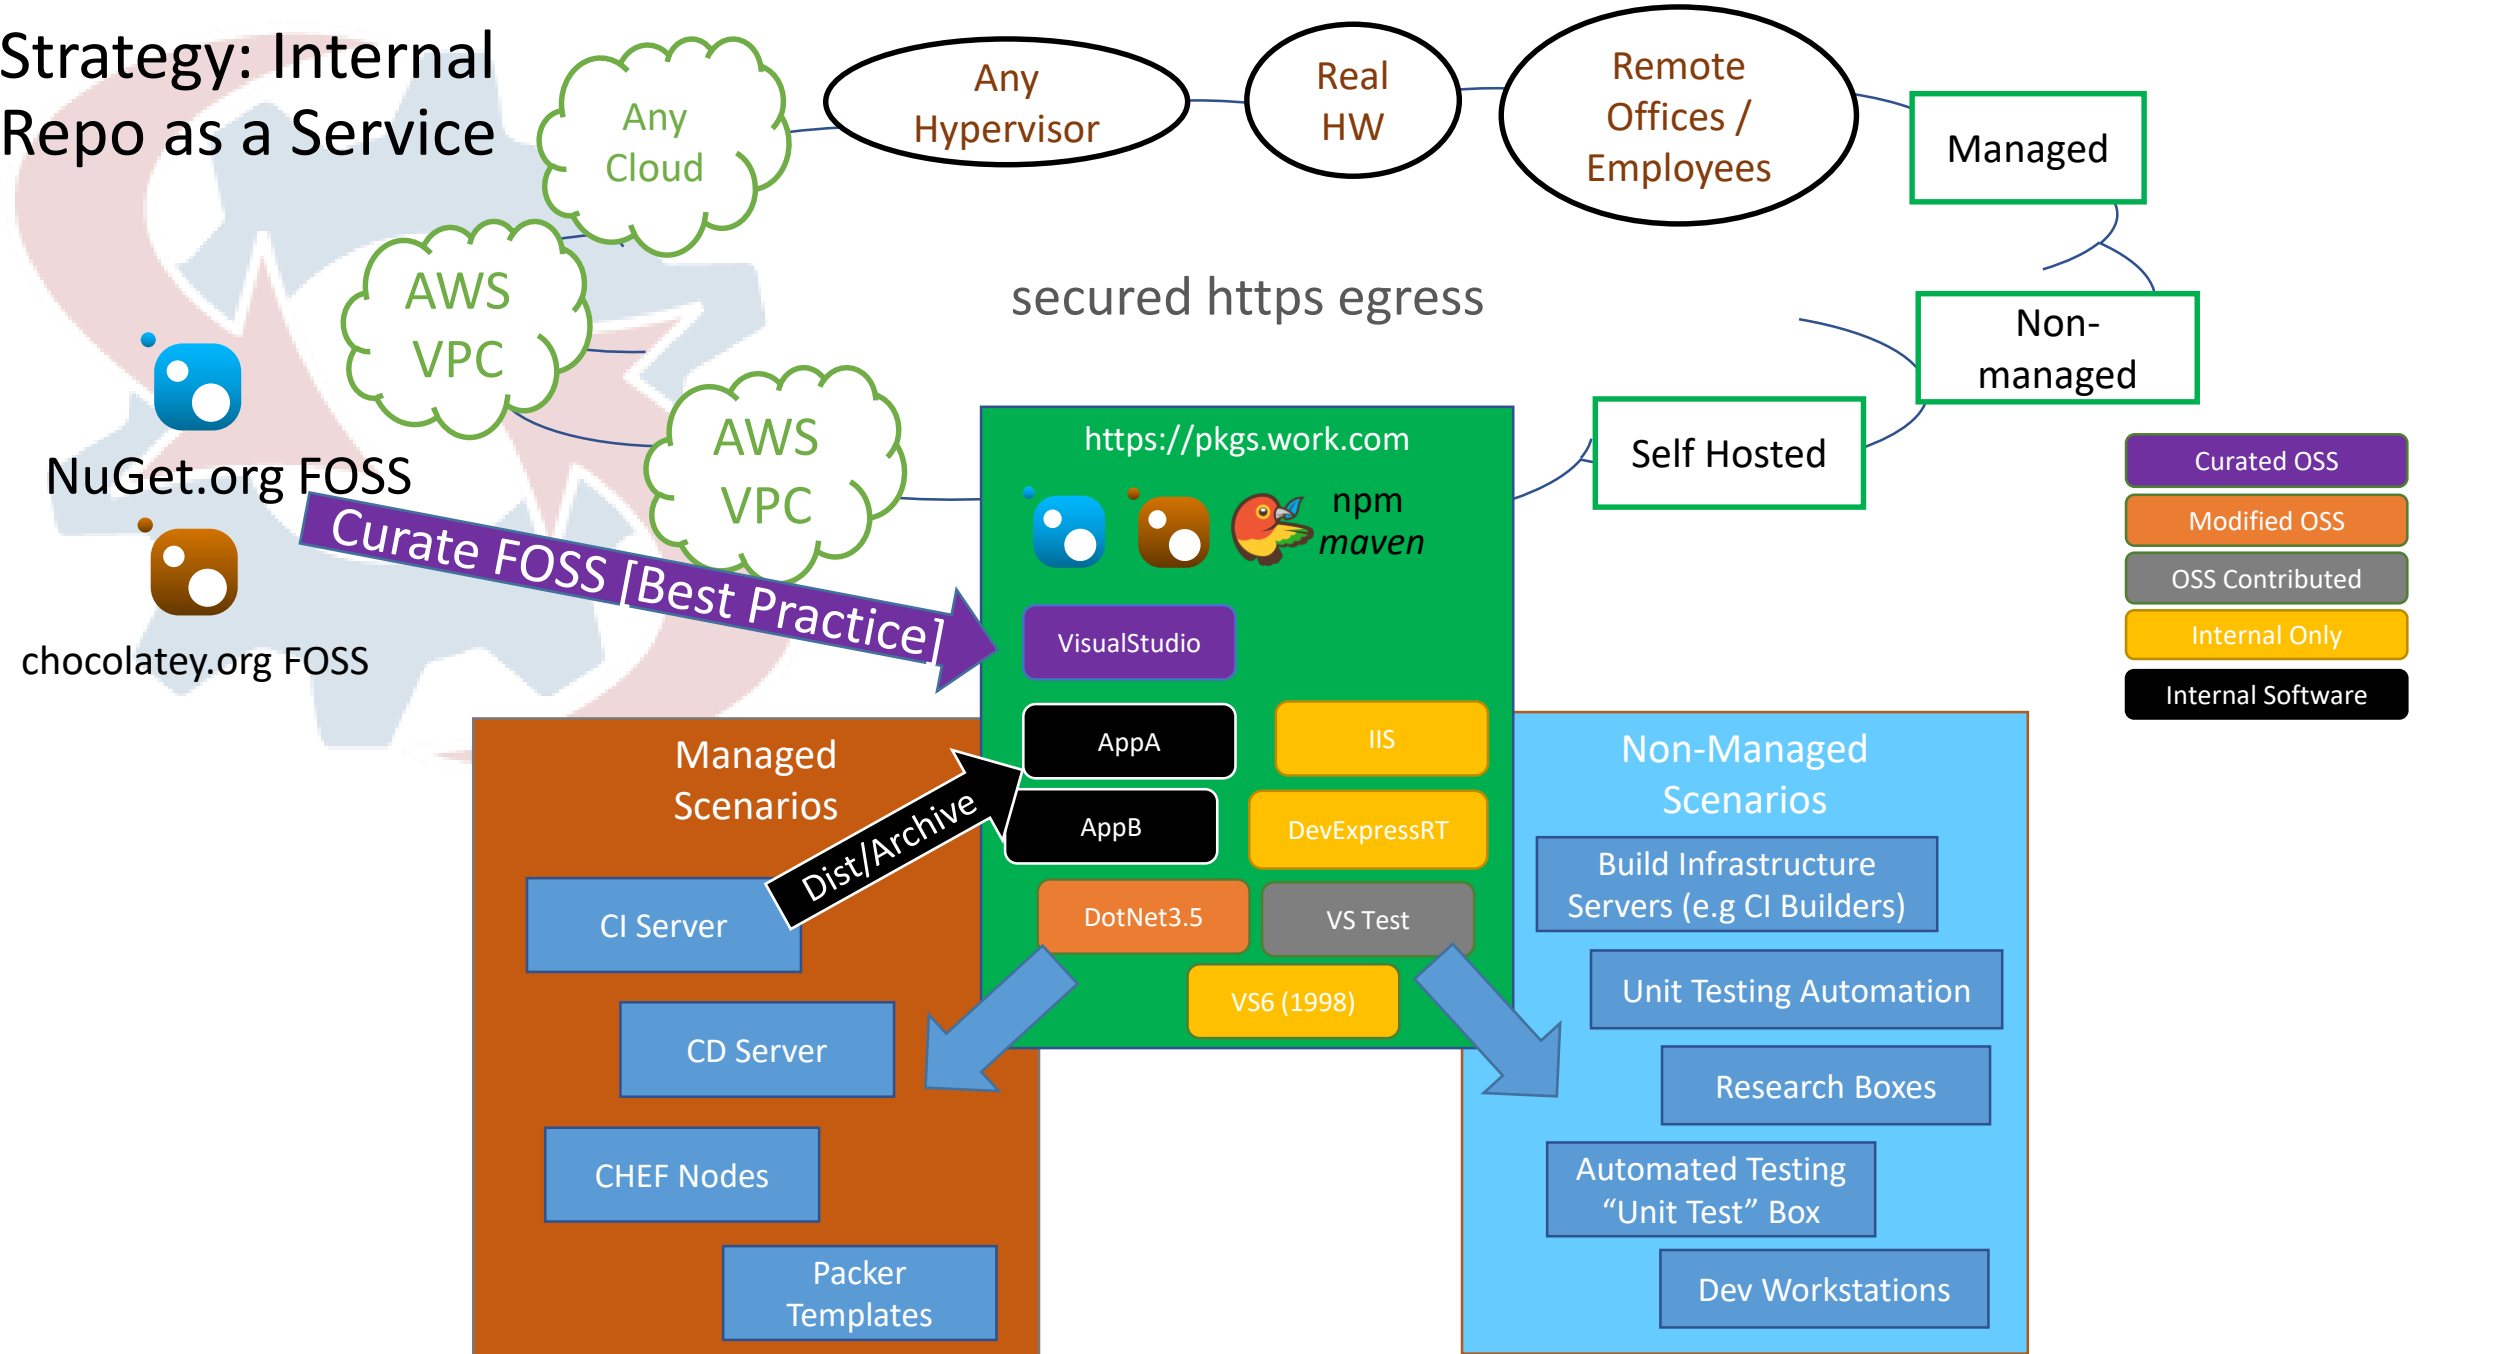 Strategy: Internal
Repo as a Service
Any
Cloud
Any
Hypervisor
Real
HW
Remote
Offices /
Employees
Managed
AWS
VPC
secured https egress
Non-
managed
AWS
VPC
Self Hosted
NuGet.org FOSS
chocolatey.org FOSS
Curate FOSS [Best Practice]
https://pkgs.work.com
npm
maven
VisualStudio
AppA
IIS
AppB
DevExpressRT
DotNet3.5
VS Test
VS6 (1998)
Curated OSS
Modified OSS
OSS Contributed
Internal Only
Internal Software
Managed
Scenarios
Dist/Archive
CI Server
CD Server
CHEF Nodes
Packer
Templates
Non-Managed
Scenarios
Build Infrastructure
Servers (e.g CI Builders)
Unit Testing Automation
Research Boxes
Automated Testing
“Unit Test” Box
Dev Workstations